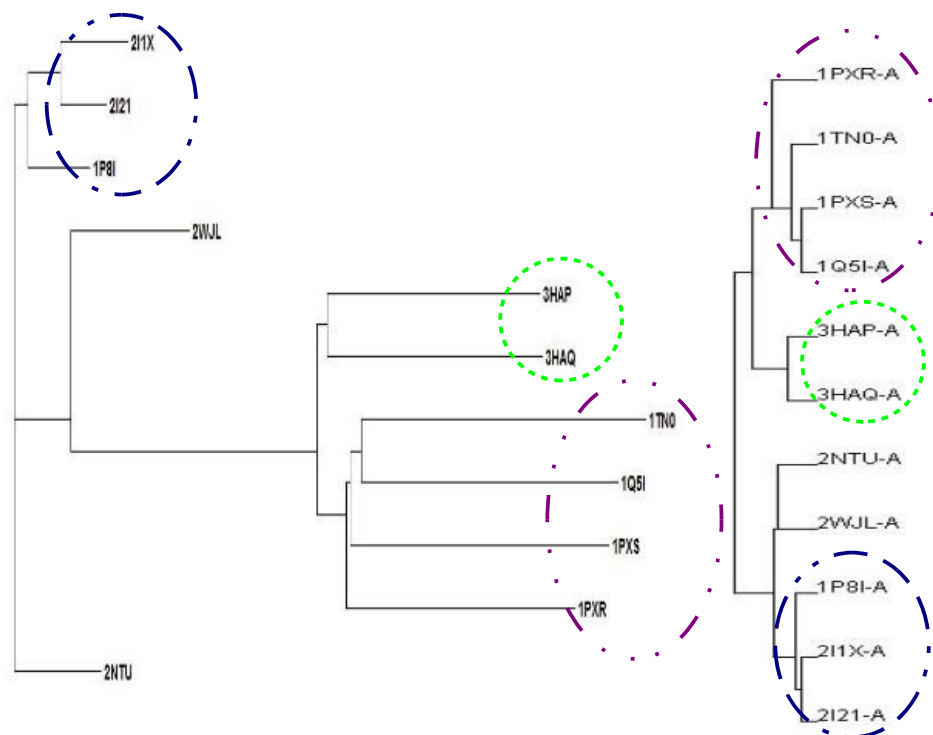 2I1X
2I21
1P8I
2WJL
3HAP
3HAQ
1TN0
1Q5I
1PXS
1PXR
2NTU
1PXR-A
1TN0-A
1PXS-A
1Q5I-A
3HAP-A
3HAQ-A
2NTU-A
2WJL-A
1P8I-A
2I1X-A
2I21-A